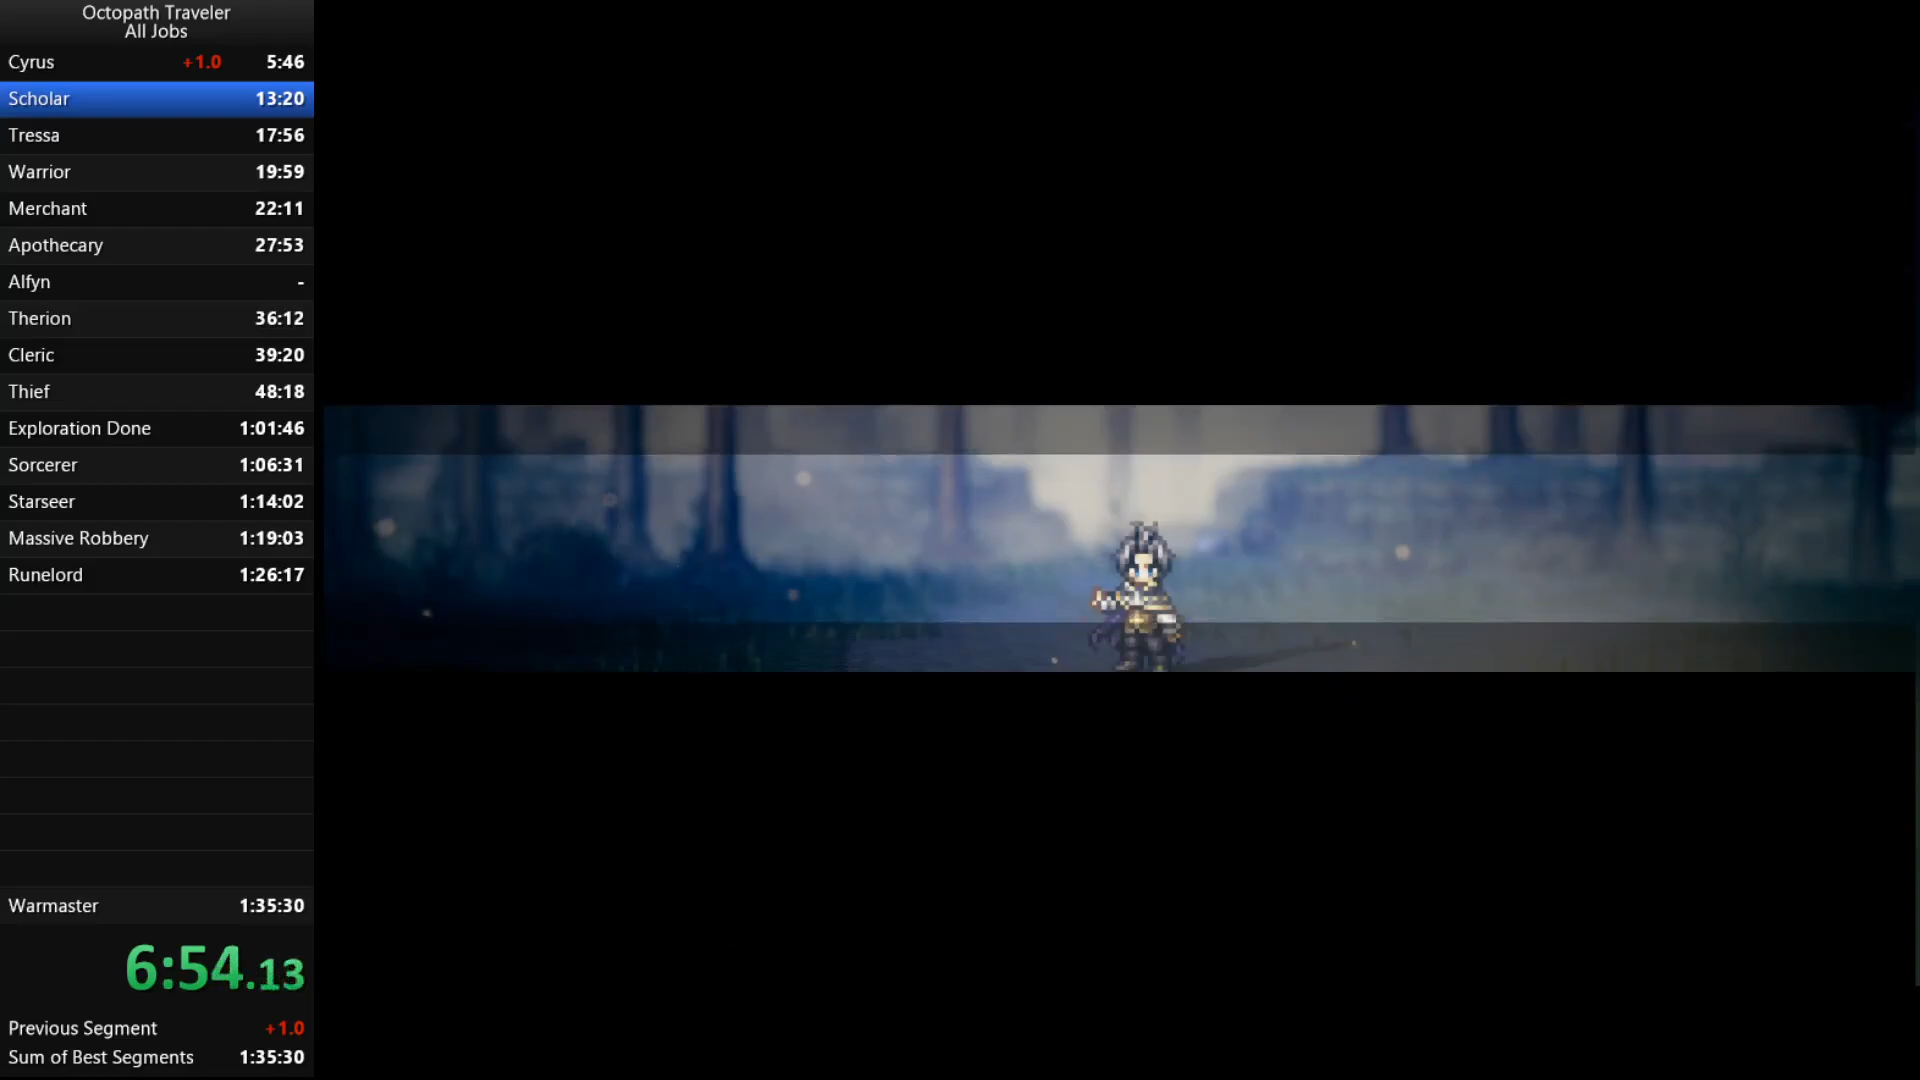 Octopath Traveler
All Jobs
Cyrus +1.0 5:46
Scholar 13:20
Tressa 17:56
Warrior 19:59
Merchant 22:11
Apothecary 27:53
Alfyn -
Therion 36:12
Cleric 39:20
Thief 48:18
Exploration Done 1:01:46
Sorcerer 1:06:31
Starseer 1:14:02
Massive Robbery 1:19:03
Runelord 1:26:17
Warmaster 1:35:30
6:54.13
Previous Segment +1.0
Sum of Best Segments 1:35:30